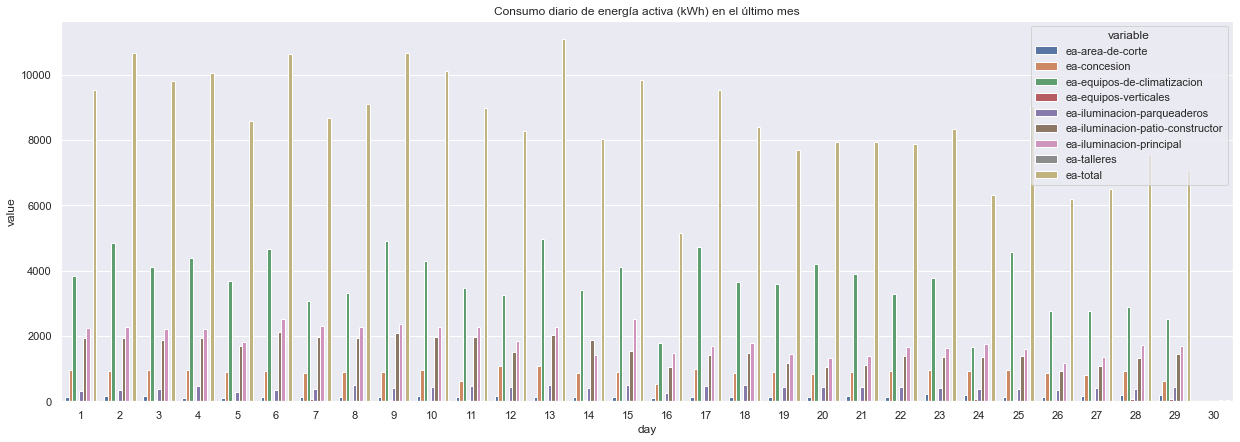 Consumo diario de energía activa (kWh) en el último mes
variable
ea-area-de-corte
ea-concesion
ea-equipos-de-climatizacion
ea-equipos-verticales
ea-iluminacion-parqueaderos
ea-iluminacion-patio-constructor
ea-iluminacion-principal
ea-talleres
ea-total
value
10000
8000
6000
4000
2000
0
1 2 3 4 5 6 7 8 9 10 11 12 13 14 15 16 17 18 19 20 21 22 23 24 25 26 27 28 29 30
day